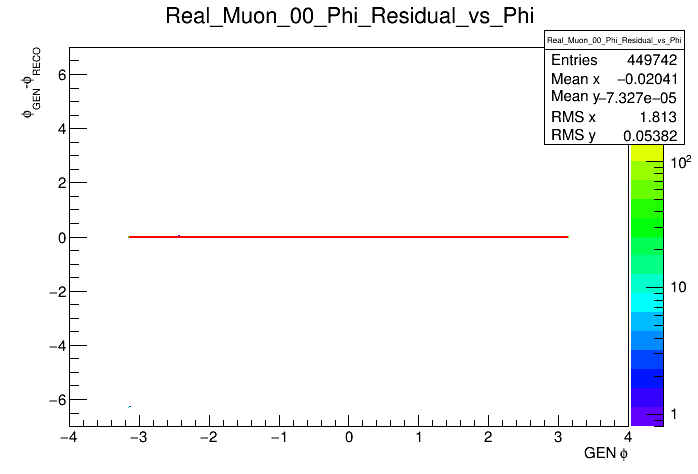 Real_Muon_00_Phi_Residual_vs_Phi
Real_Muon_00_Phi_Residual_vs_Phi
Entries 449742
Mean x −0.02041
Mean y −7.327e−05
RMS x 1.813
RMS y 0.05382
ϕGEN-ϕRECO
6
4
2
0
−2
−4
−6
−4 −3 −2 −1 0 1 2 3 4
GEN ϕ
10²
10
1